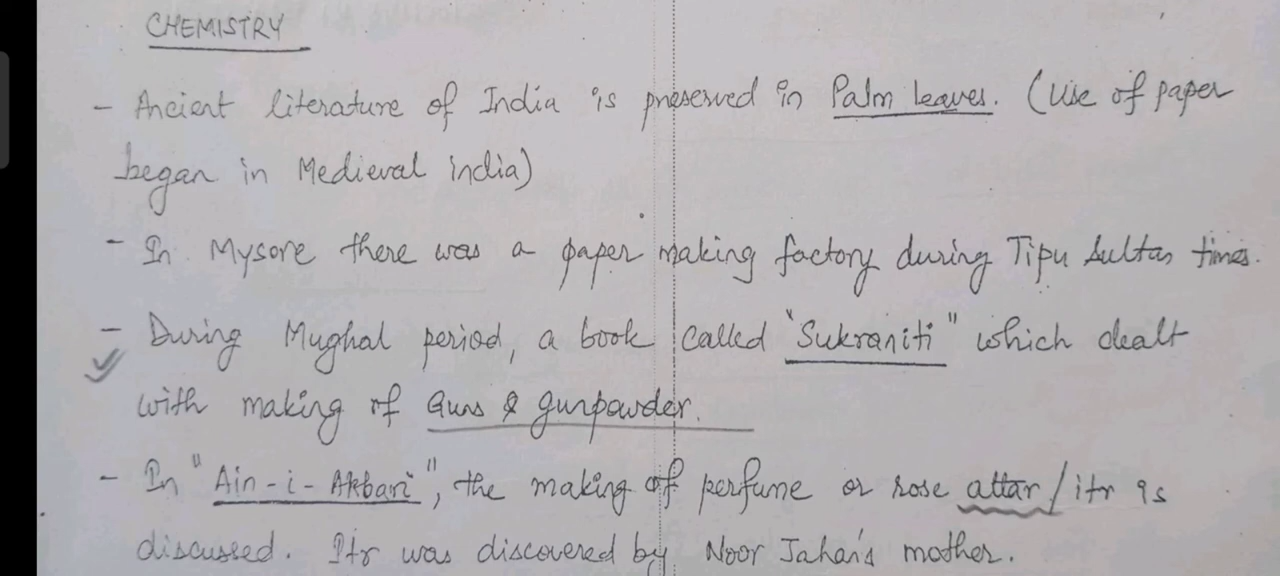 CHEMISTRY
- Ancient literature of India is preserved in Palm leaves. (Use of paper
began in Medieval india)
- In Mysore there was a paper making factory during Tipu Sultan times.
- During Mughal period, a book called "Sukraniti" which dealt
with making of Guns & gunpowder.
- In "Ain-i-Akbari", the making of perfume or rose attar/itr is
discussed. Itr was discovered by Noor Jahan's mother.